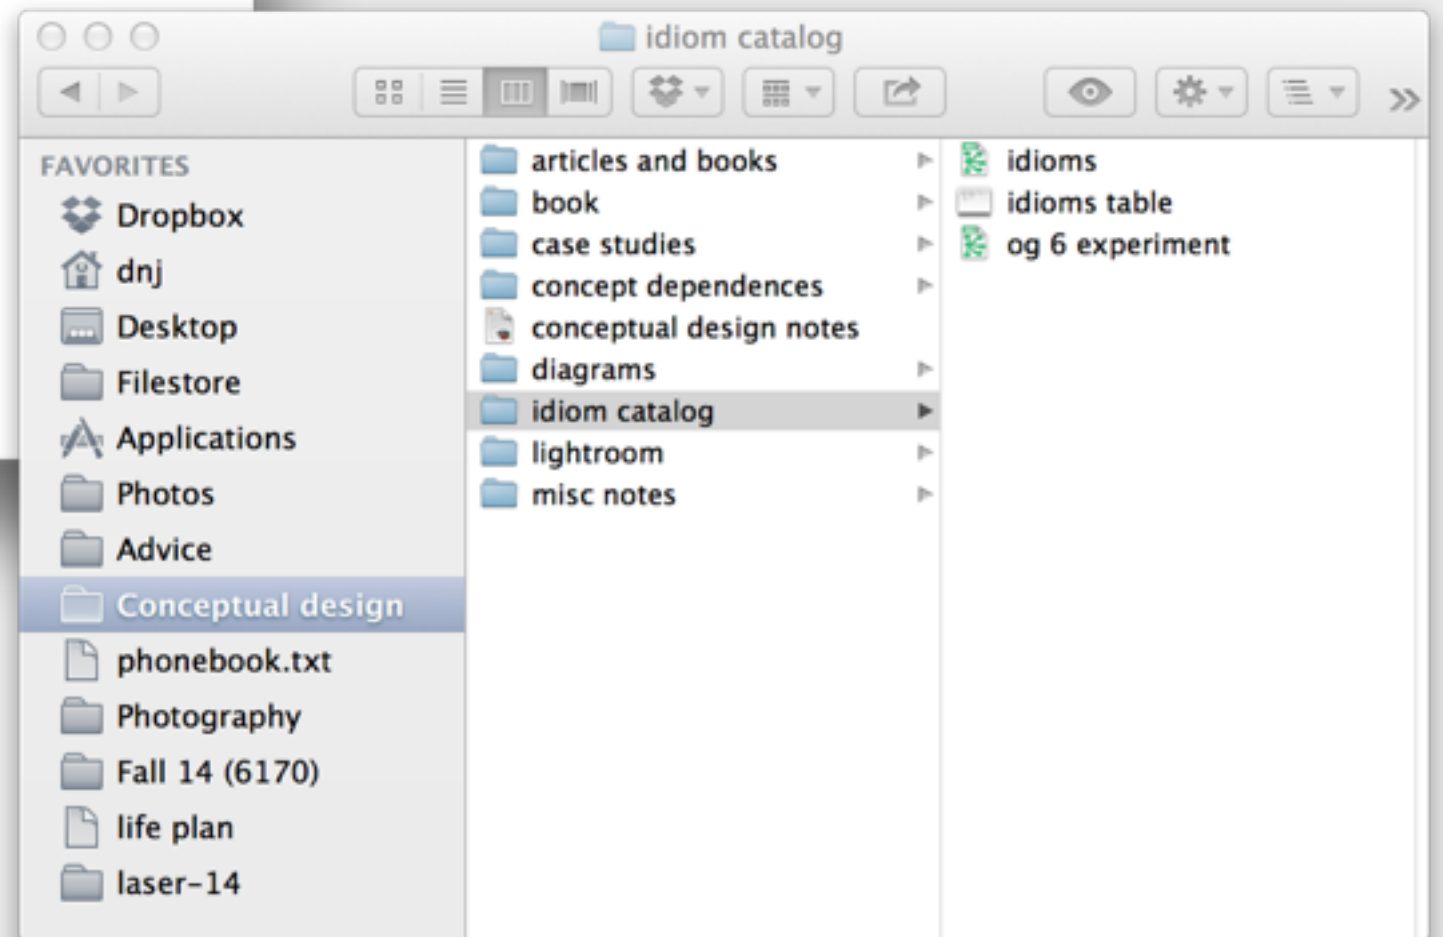 idiom catalog
FAVORITES
Dropbox
dnj
Desktop
Filestore
Applications
Photos
Advice
Conceptual design
phonebook.txt
Photography
Fall 14 (6170)
life plan
laser-14
articles and books
book
case studies
concept dependences
conceptual design notes
diagrams
idiom catalog
lightroom
misc notes
idioms
idioms table
og 6 experiment